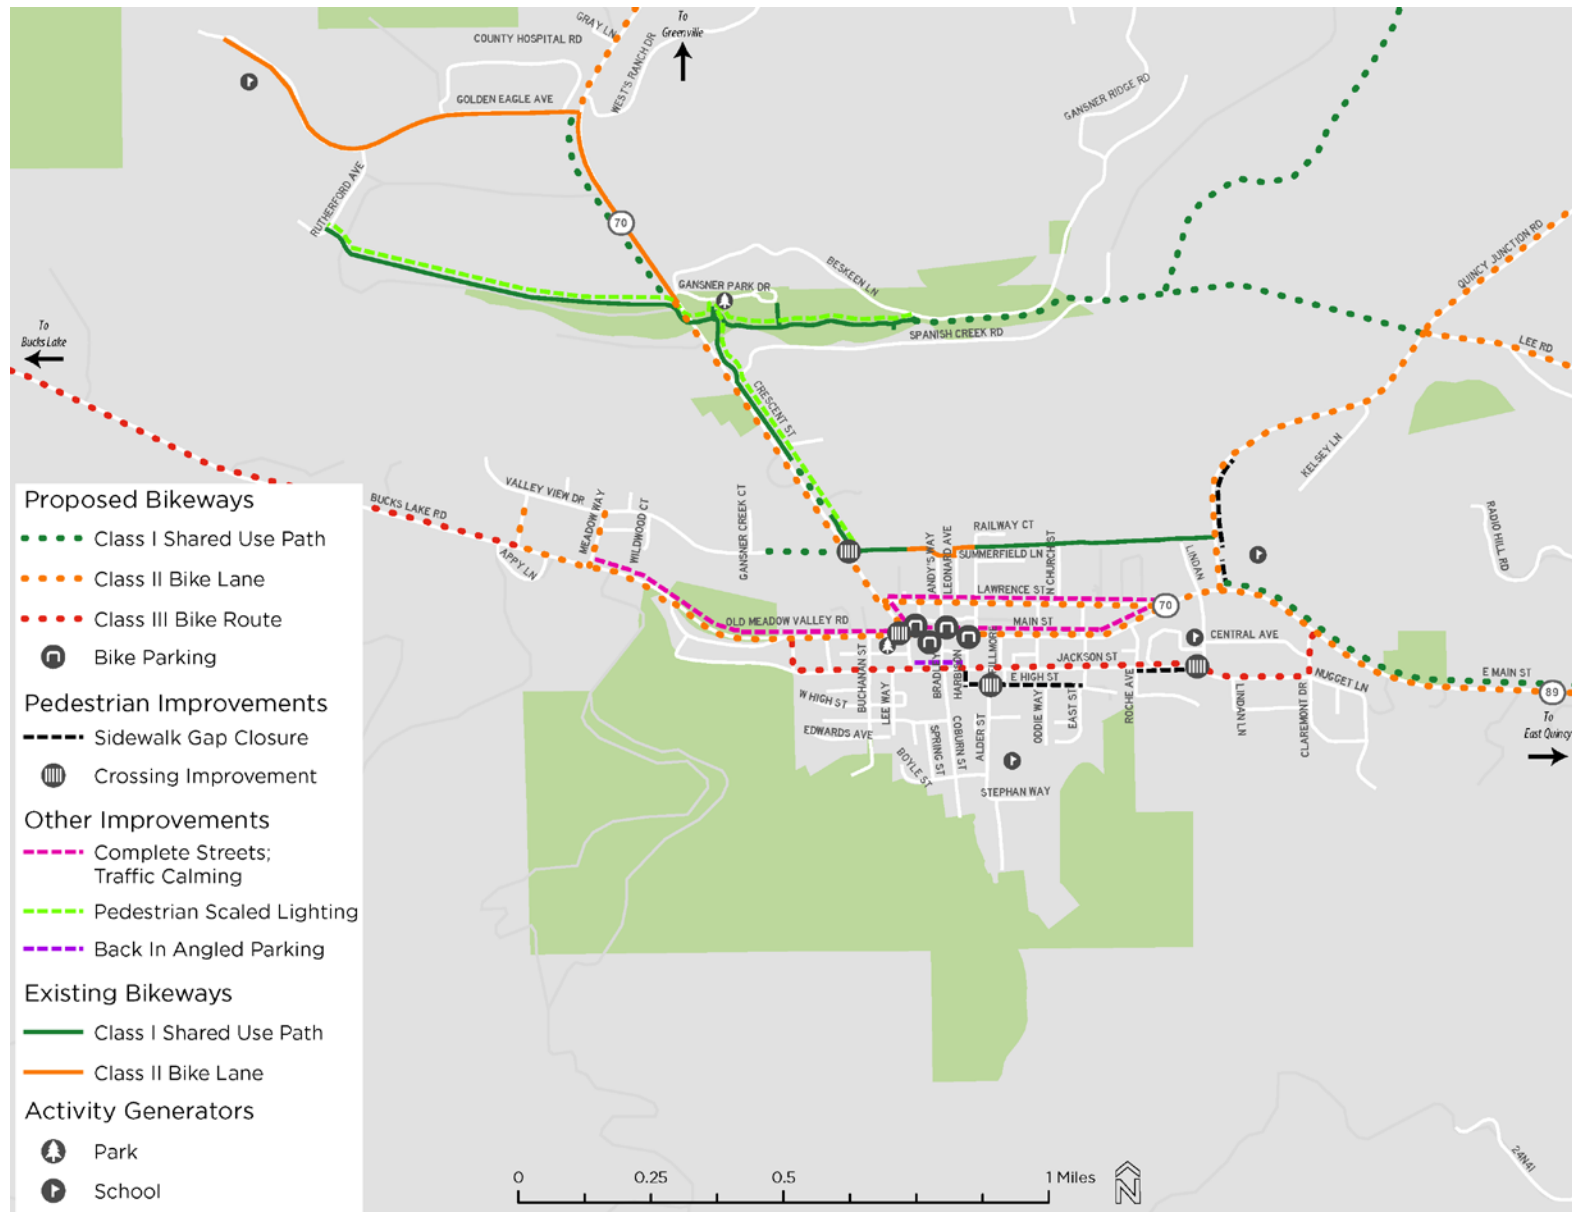 To
Greenville
GRAY LN
COUNTY HOSPITAL RD
WEST'S RANCH DR
GOLDEN EAGLE AVE
GANSNER RIDGE RD
RUTHERFORD AVE
70
QUINCY JUNCTION RD
BESKEEN LN
GANSNER PARK DR
SPANISH CREEK RD
To
Bucks Lake
LEE RD
CRESCENT ST
KELSEY LN
VALLEY VIEW DR
BUCKS LAKE RD
MEADOW WAY
WILDWOOD CT
GANSNER CREEK CT
APPY LN
RAILWAY CT
ANDY'S WAY
LEONARD AVE
SUMMERFIELD LN
N CHURCH ST
LINDAN
RADIO HILL RD
LAWRENCE ST
70
OLD MEADOW VALLEY RD
MAIN ST
CENTRAL AVE
FILLMORE
JACKSON ST
BUCHANAN ST
BRADLEY
HARBISON
E HIGH ST
NUGGET LN
E MAIN ST
89
W HIGH ST
LEE WAY
ROCHE AVE
EAST ST
ODDIE WAY
LINDAN LN
CLAREMONT DR
To
East Quincy
EDWARDS AVE
SPRING ST
COBURN ST
ALDER ST
BOYLE ST
STEPHAN WAY
24N41
Proposed Bikeways
Class I Shared Use Path
Class II Bike Lane
Class III Bike Route
Bike Parking
Pedestrian Improvements
Sidewalk Gap Closure
Crossing Improvement
Other Improvements
Complete Streets;
Traffic Calming
Pedestrian Scaled Lighting
Back In Angled Parking
Existing Bikeways
Class I Shared Use Path
Class II Bike Lane
Activity Generators
Park
School
0 0.25 0.5 1 Miles
N